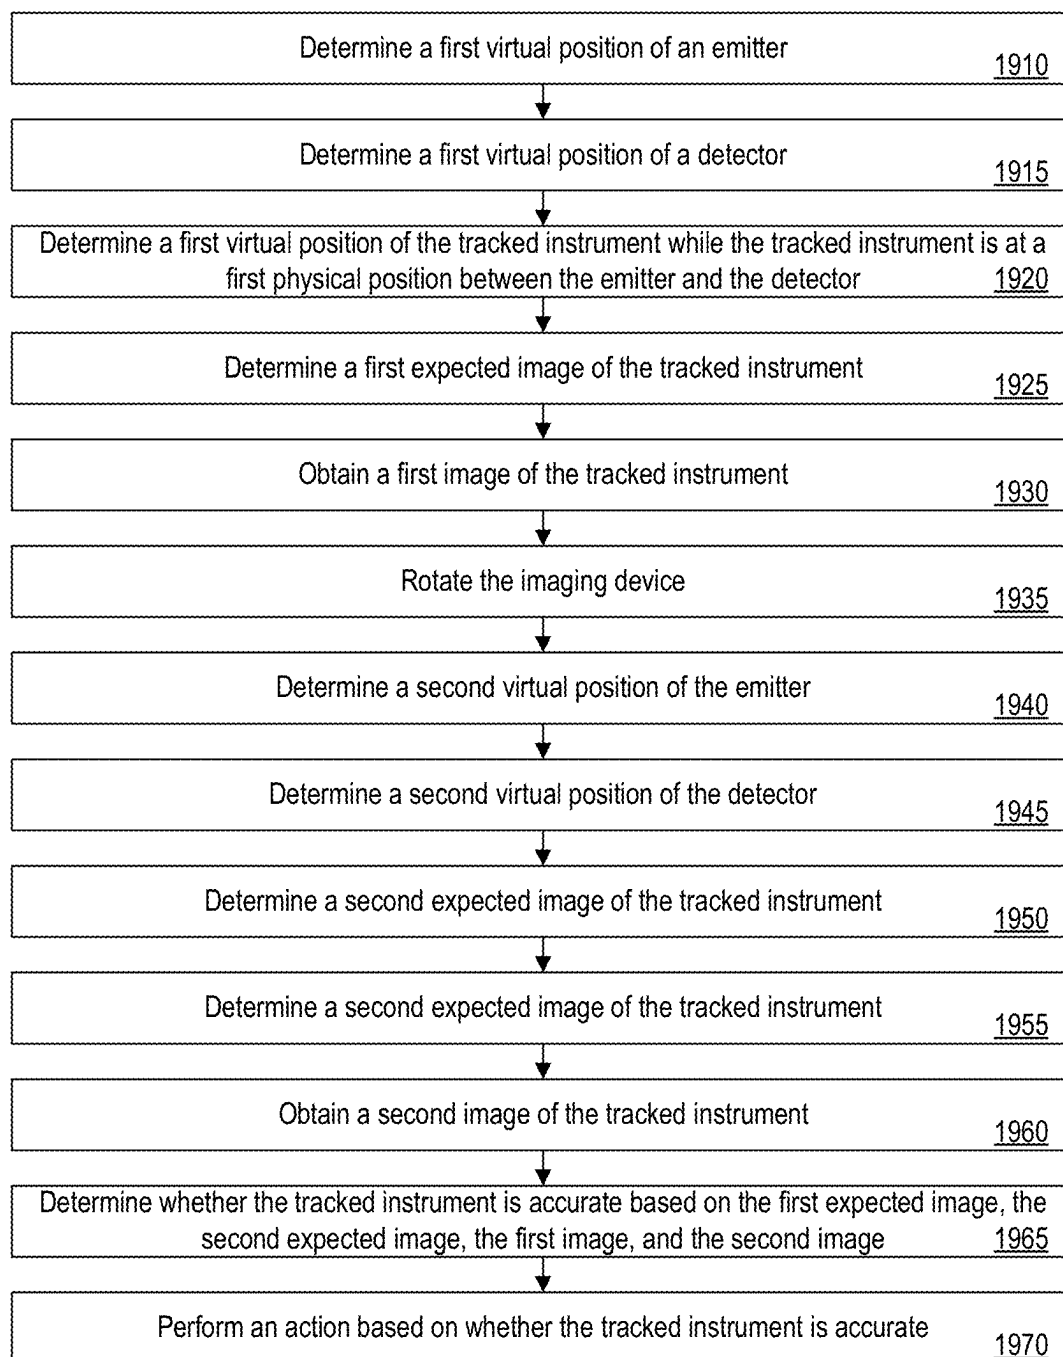 Determine a first virtual position of an emitter
1910
Determine a first virtual position of a detector
1915
Determine a first virtual position of the tracked instrument while the tracked instrument is at a
first physical position between the emitter and the detector 1920
Determine a first expected image of the tracked instrument
1925
Obtain a first image of the tracked instrument
1930
Rotate the imaging device
1935
Determine a second virtual position of the emitter
1940
Determine a second virtual position of the detector
1945
Determine a second expected image of the tracked instrument
1950
Determine a second expected image of the tracked instrument
1955
Obtain a second image of the tracked instrument
1960
Determine whether the tracked instrument is accurate based on the first expected image, the
second expected image, the first image, and the second image 1965
Perform an action based on whether the tracked instrument is accurate
1970